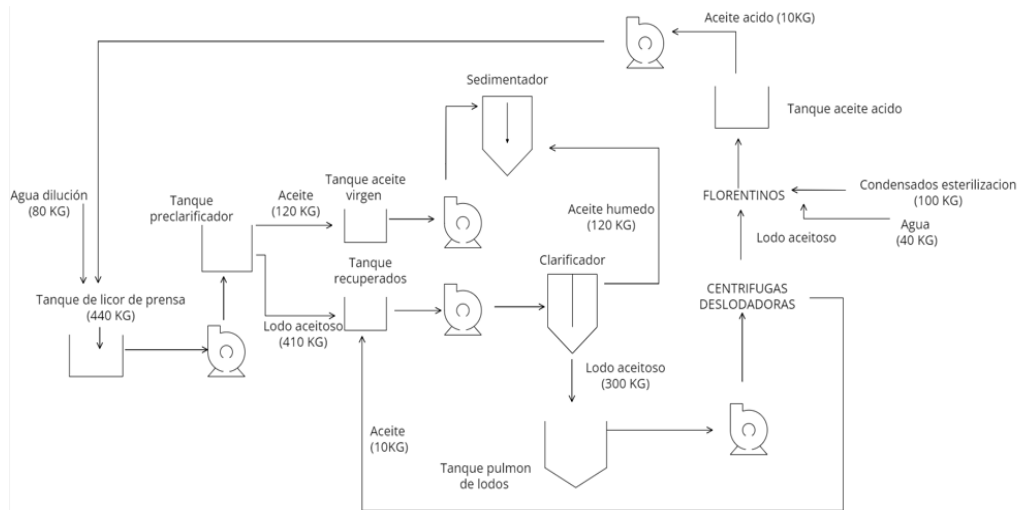 Aceite acido (10KG)
Sedimentador
Tanque aceite acido
Agua dilución
(80 KG)
Tanque
preclarificador
Aceite
(120 KG)
Tanque aceite
virgen
Aceite humedo
(120 KG)
FLORENTINOS
Condensados esterilizacion
(100 KG)
Agua
(40 KG)
Lodo aceitoso
Tanque
recuperados
Clarificador
CENTRIFUGAS
DESLODADORAS
Tanque de licor de prensa
(440 KG)
Lodo aceitoso
(410 KG)
Lodo aceitoso
(300 KG)
Aceite
(10KG)
Tanque pulmon
de lodos